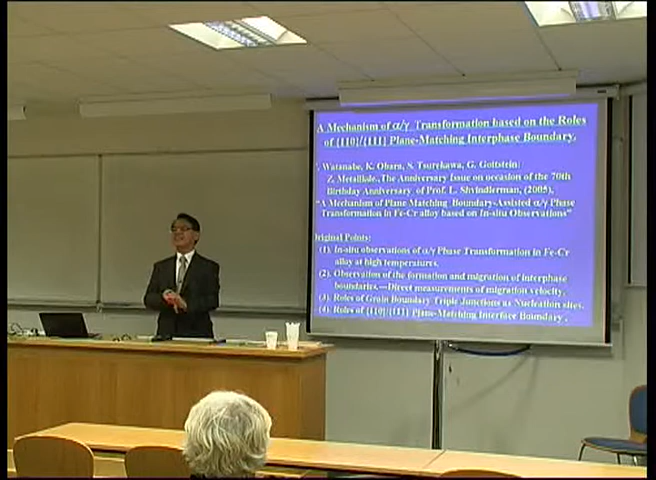 A Mechanism of α/γ Transformation based on the Roles
of {110}/{111} Plane-Matching Interphase Boundary.
. Watanabe, K. Obara, S. Tsurekawa, G. Gottstein:
Z. Metallkde., The Anniversary Issue on occasion of the 70th
Birthday Anniversary of Prof. L. Shvindlerman, (2005),
"A Mechanism of Plane Matching Boundary-Assisted α/γ Phase
Transformation in Fe-Cr alloy based on In-situ Observations"
Original Points:
(1). In-situ observations of α/γ Phase Transformation in Fe-Cr
alloy at high temperatures.
(2). Observation of the formation and migration of interphase
boundaries.—Direct measurements of migration velocity.
(3). Roles of Grain Boundary Triple Junctions as Nucleation sites.
(4). Roles of {110}/{111} Plane-Matching Interface Boundary.